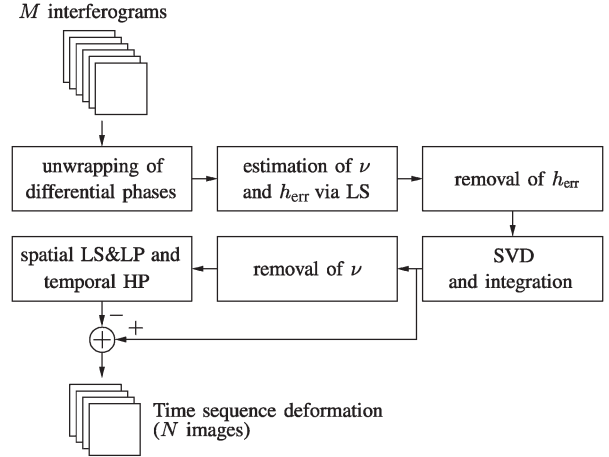 M interferograms
unwrapping of
differential phases
estimation of ν
and h_err via LS
removal of h_err
spatial LS&LP and
temporal HP
removal of ν
SVD
and integration
−
+
+
Time sequence deformation
(N images)